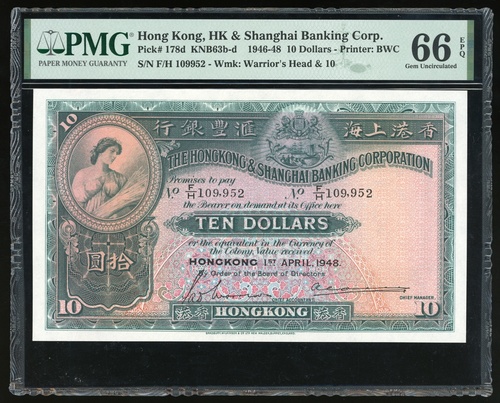 PMG
PAPER MONEY GUARANTY
Hong Kong, HK & Shanghai Banking Corp.
Pick# 178d KNB63b-d 1946-48 10 Dollars - Printer: BWC
S/N F/H 109952 - Wmk: Warrior's Head & 10
66 EPQ
Gem Uncirculated
10
10
行銀豐滙 海上港香
THE HONGKONG & SHANGHAI BANKING CORPORATION
Promises to pay
No F/H 109,952 No F/H 109,952
the Bearer on demand at its Office here
TEN DOLLARS
or the equivalent in the Currency of
the Colony, Value received
HONGKONG 1ST APRIL, 1948.
By Order of the Board of Directors
圓拾
CHIEF MANAGER.
10
HONGKONG
10